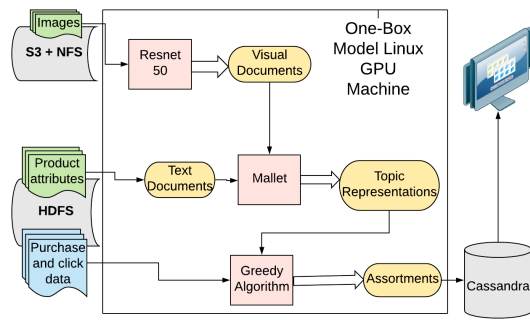 Images
S3 + NFS
Resnet
50
Visual
Documents
One-Box
Model Linux
GPU
Machine
Product
attributes
HDFS
Text
Documents
Mallet
Topic
Representations
Purchase
and click
data
Greedy
Algorithm
Assortments
Cassandra